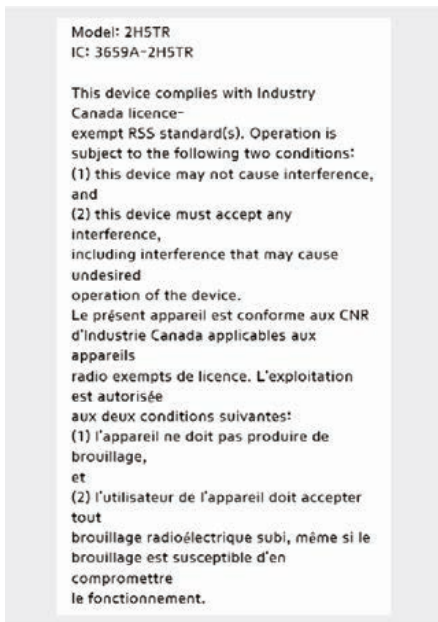 Model: 2H5TR
IC: 3659A-2H5TR
This device complies with Industry
Canada licence-
exempt RSS standard(s). Operation is
subject to the following two conditions:
(1) this device may not cause interference,
and
(2) this device must accept any
interference,
including interference that may cause
undesired
operation of the device.
Le présent appareil est conforme aux CNR
d'Industrie Canada applicables aux
appareils
radio exempts de licence. L'exploitation
est autorisée
aux deux conditions suivantes:
(1) l'appareil ne doit pas produire de
brouillage,
et
(2) l'utilisateur de l'appareil doit accepter
tout
brouillage radioélectrique subi, même si le
brouillage est susceptible d'en
compromettre
le fonctionnement.